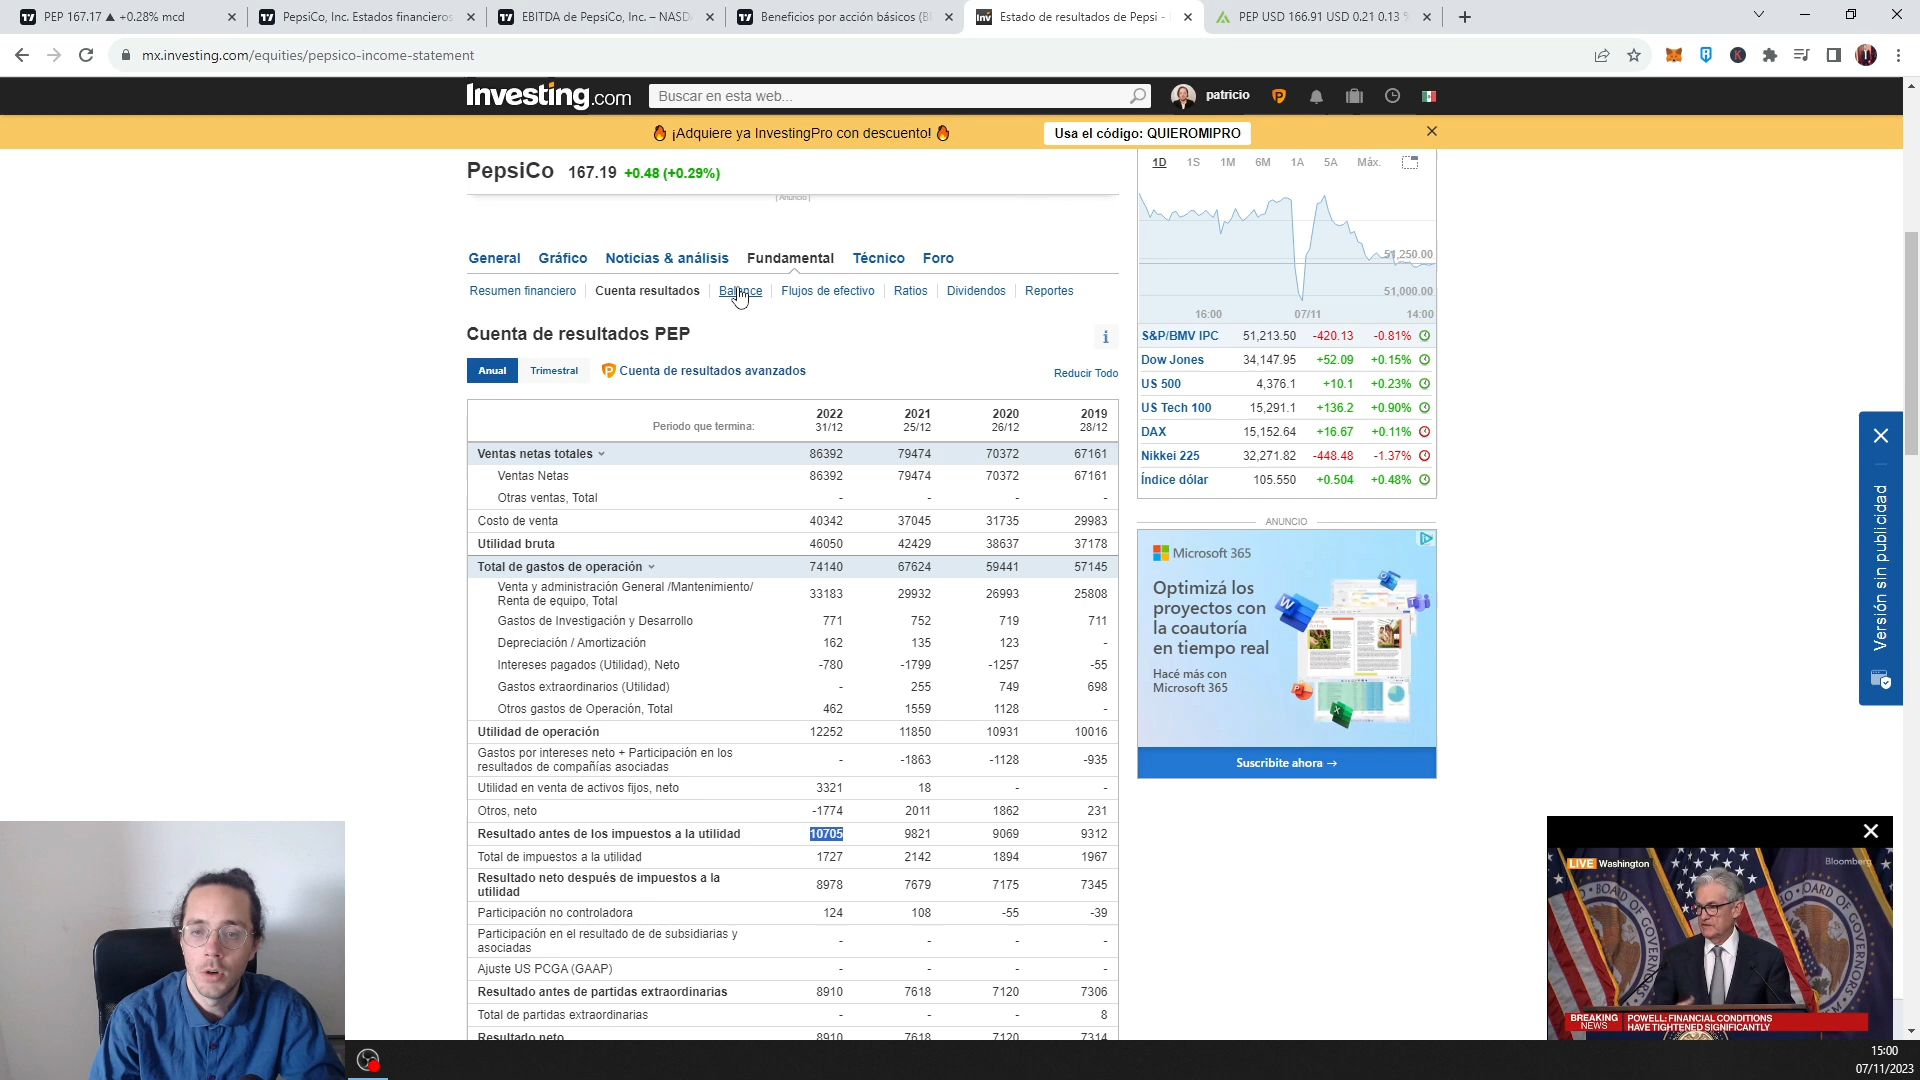 PEP 167.17 ▲ +0.28% mcd
PepsiCo, Inc. Estados financieros
EBITDA de PepsiCo, Inc. – NASD
Beneficios por acción básicos (B
Estado de resultados de Pepsi -
PEP USD 166.91 USD 0.21 0.13 %
mx.investing.com/equities/pepsico-income-statement
Investing.com
Buscar en esta web...
patricio
¡Adquiere ya InvestingPro con descuento!
Usa el código: QUIEROMIPRO
PepsiCo 167.19 +0.48 (+0.29%)
[ Anuncio ]
General Gráfico Noticias & análisis Fundamental Técnico Foro
Resumen financiero Cuenta resultados Balance Flujos de efectivo Ratios Dividendos Reportes
Cuenta de resultados PEP
Anual Trimestral Cuenta de resultados avanzados
Reducir Todo
Periodo que termina: 2022 2021 2020 2019
31/12 25/12 26/12 28/12
Ventas netas totales 86392 79474 70372 67161
Ventas Netas 86392 79474 70372 67161
Otras ventas, Total - - - -
Costo de venta 40342 37045 31735 29983
Utilidad bruta 46050 42429 38637 37178
Total de gastos de operación 74140 67624 59441 57145
Venta y administración General /Mantenimiento/
Renta de equipo, Total 33183 29932 26993 25808
Gastos de Investigación y Desarrollo 771 752 719 711
Depreciación / Amortización 162 135 123 -
Intereses pagados (Utilidad), Neto -780 -1799 -1257 -55
Gastos extraordinarios (Utilidad) - 255 749 698
Otros gastos de Operación, Total 462 1559 1128 -
Utilidad de operación 12252 11850 10931 10016
Gastos por intereses neto + Participación en los
resultados de compañías asociadas - -1863 -1128 -935
Utilidad en venta de activos fijos, neto 3321 18 - -
Otros, neto -1774 2011 1862 231
Resultado antes de los impuestos a la utilidad 10705 9821 9069 9312
Total de impuestos a la utilidad 1727 2142 1894 1967
Resultado neto después de impuestos a la
utilidad 8978 7679 7175 7345
Participación no controladora 124 108 -55 -39
Participación en el resultado de de subsidiarias y
asociadas - - - -
Ajuste US PCGA (GAAP) - - - -
Resultado antes de partidas extraordinarias 8910 7618 7120 7306
Total de partidas extraordinarias - - - 8
Resultado neto 8910 7618 7120 7314
1D 1S 1M 6M 1A 5A Máx.
51,250.00
51,000.00
16:00 07/11 14:00
S&P/BMV IPC 51,213.50 -420.13 -0.81%
Dow Jones 34,147.95 +52.09 +0.15%
US 500 4,376.1 +10.1 +0.23%
US Tech 100 15,291.1 +136.2 +0.90%
DAX 15,152.64 +16.67 +0.11%
Nikkei 225 32,271.82 -448.48 -1.37%
Índice dólar 105.550 +0.504 +0.48%
ANUNCIO
Microsoft 365
Optimizá los
proyectos con
la coautoría
en tiempo real
Hacé más con
Microsoft 365
Suscribite ahora →
Versión sin publicidad
LIVE Washington
Bloomberg
BOARD OF GOVERNORS
BOARD OF GOVERNORS
BREAKING NEWS
POWELL: FINANCIAL CONDITIONS
HAVE TIGHTENED SIGNIFICANTLY
15:00
07/11/2023